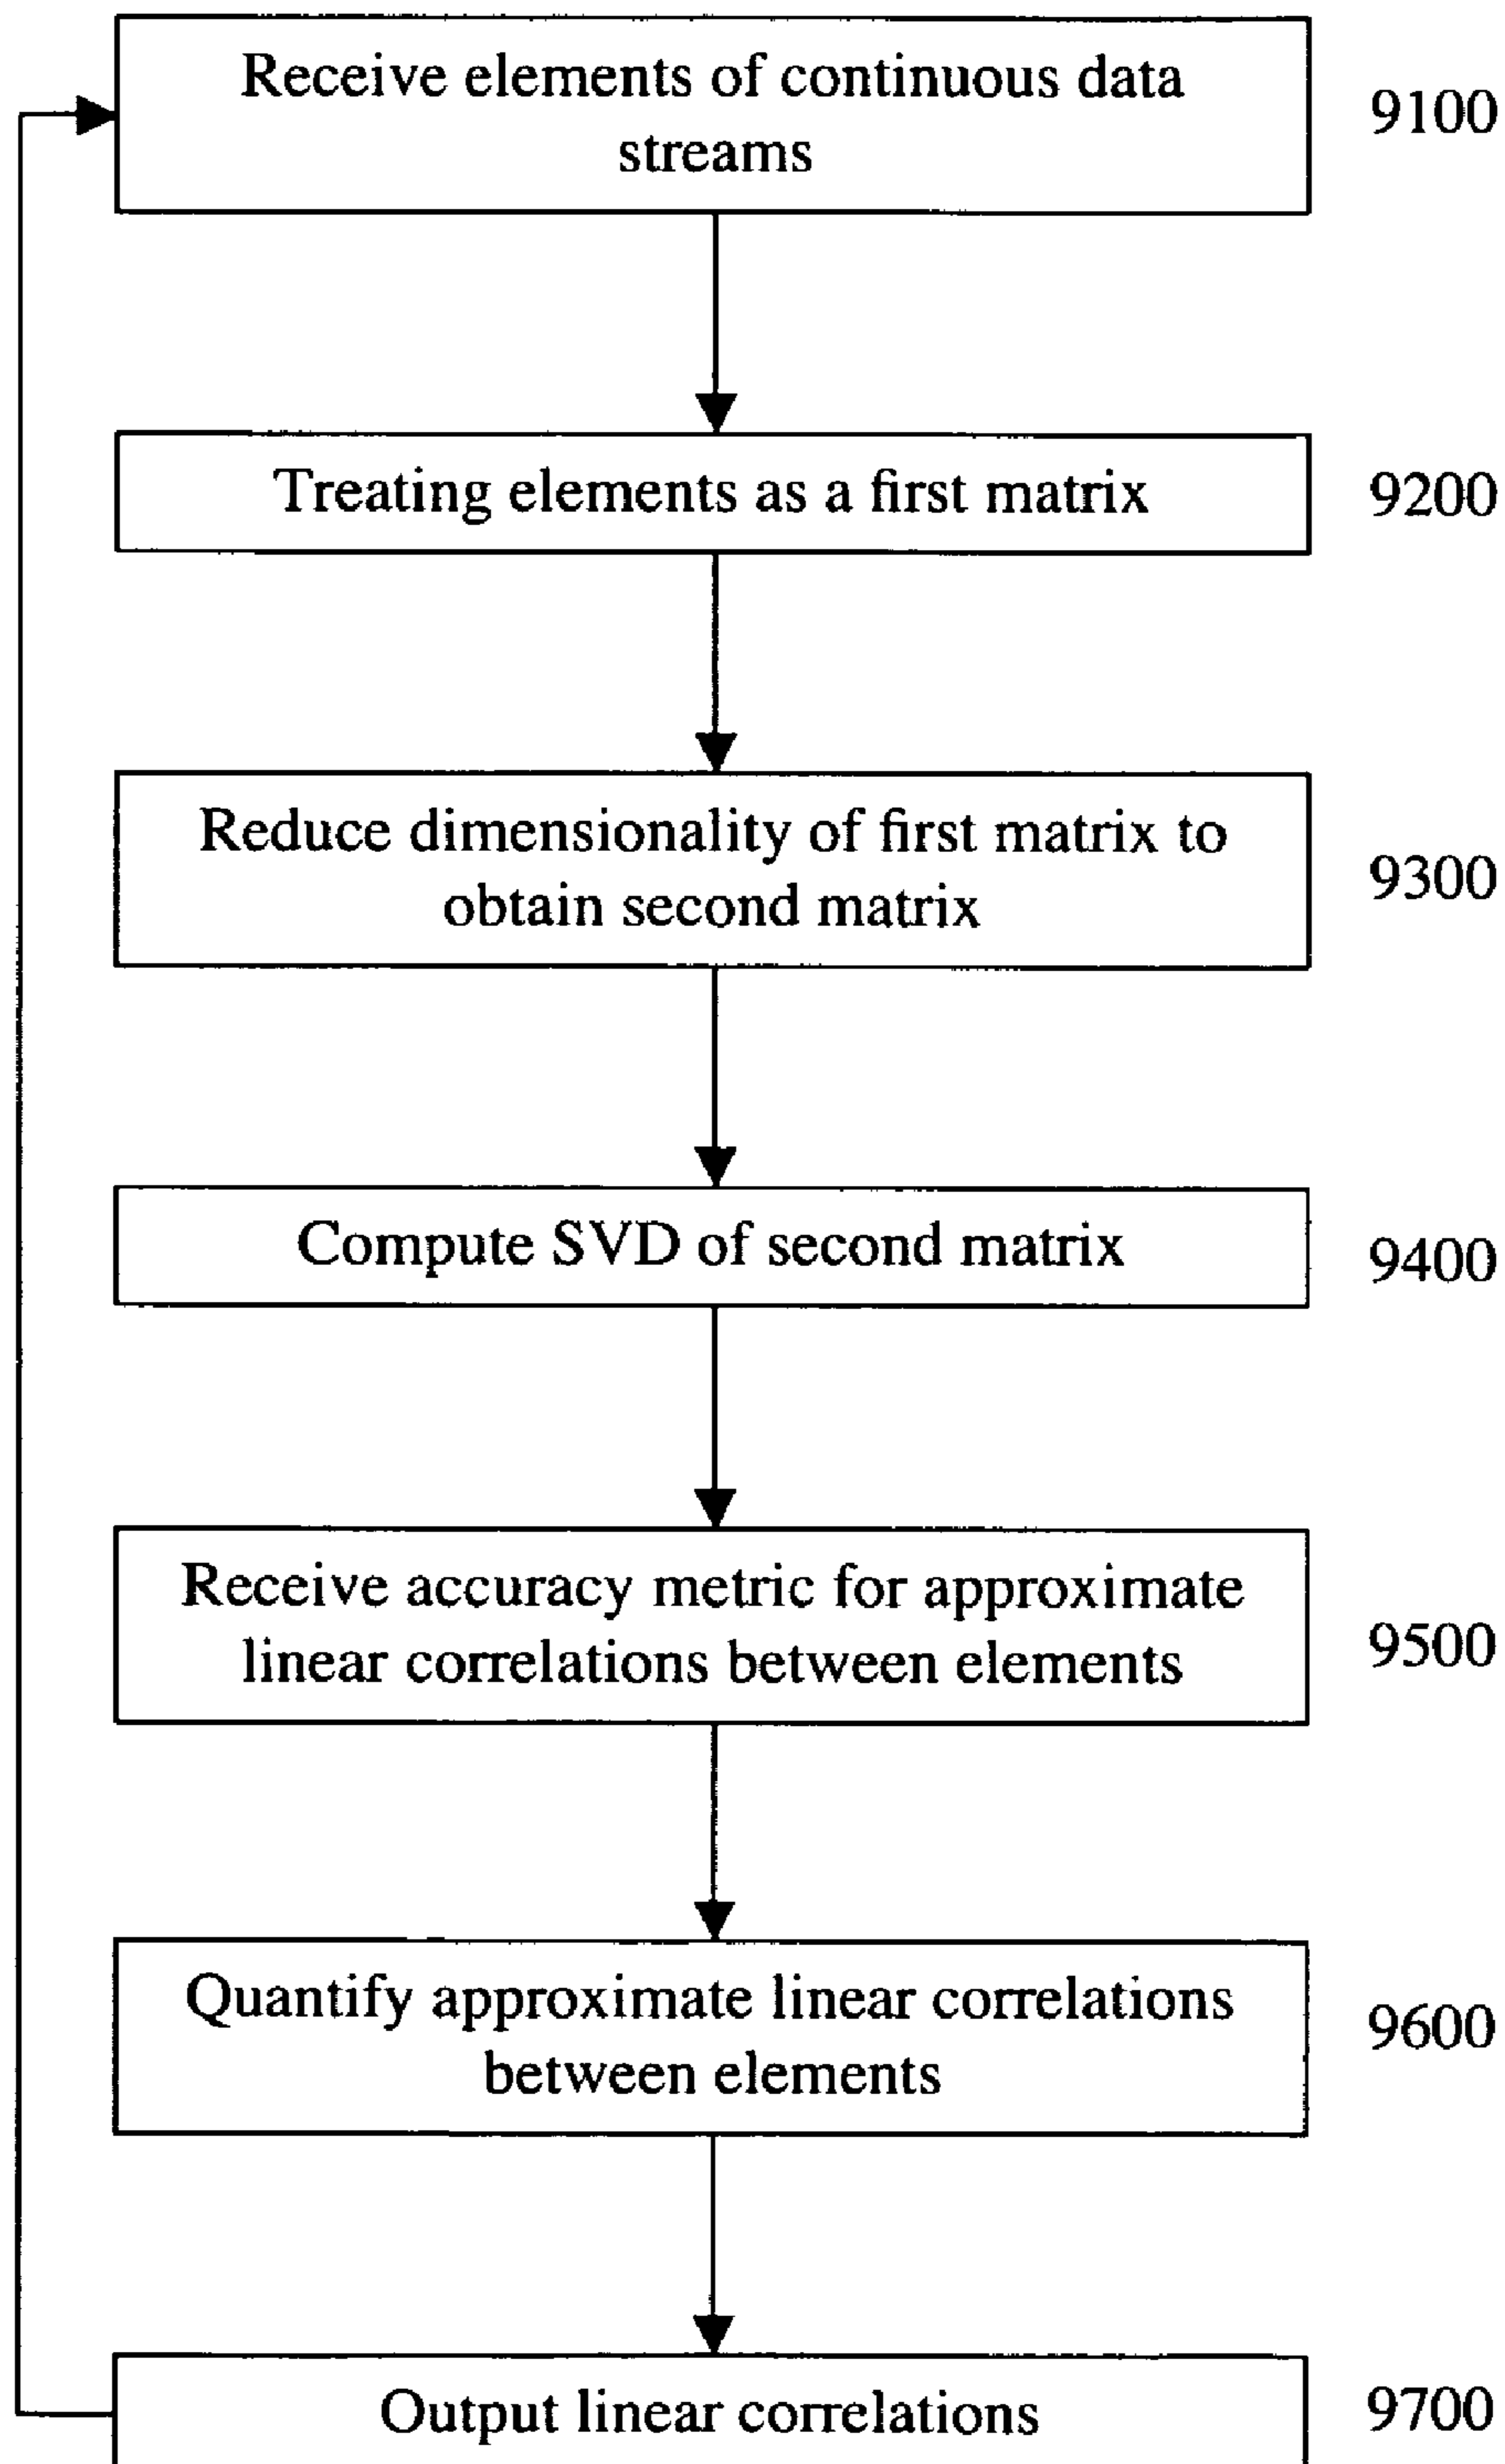 Receive elements of continuous data
streams
9100
Treating elements as a first matrix
9200
Reduce dimensionality of first matrix to
obtain second matrix
9300
Compute SVD of second matrix
9400
Receive accuracy metric for approximate
linear correlations between elements
9500
Quantify approximate linear correlations
between elements
9600
Output linear correlations
9700